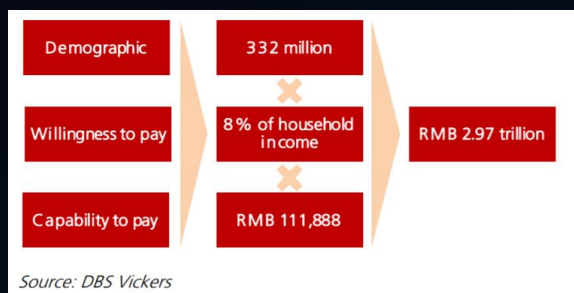 Demographic
332 million
Willingness to pay
8% of household
income
RMB 2.97 trillion
Capability to pay
RMB 111,888
Source: DBS Vickers